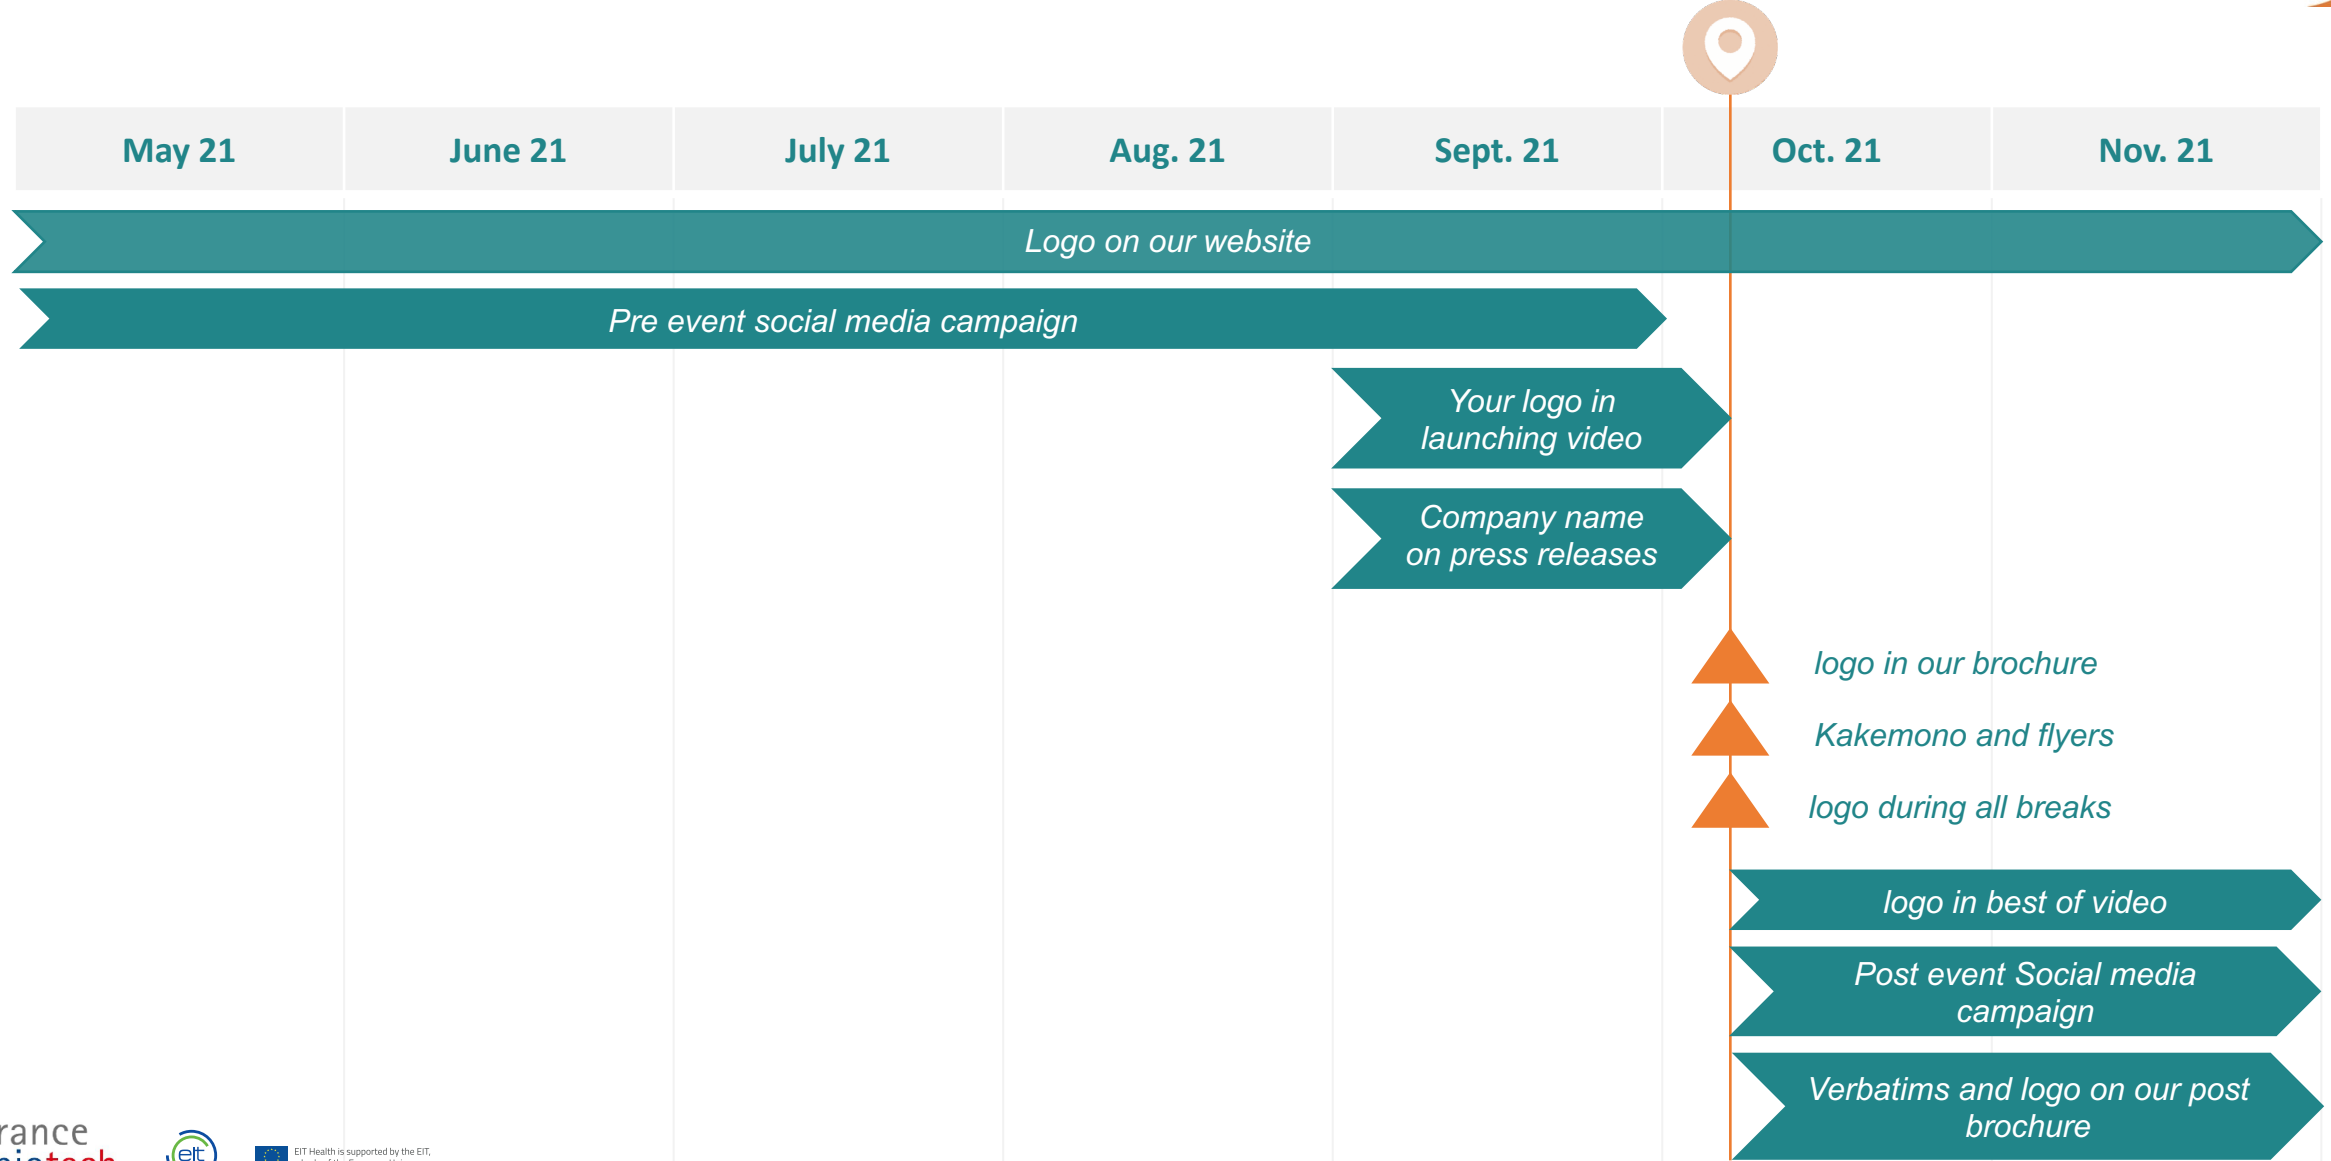 May 21
June 21
July 21
Aug. 21
Sept. 21
Oct. 21
Nov. 21
Logo on our website
Pre event social media campaign
Your logo in
launching video
Company name
on press releases
logo in our brochure
Kakemono and flyers
logo during all breaks
logo in best of video
Post event Social media
campaign
Verbatims and logo on our post
brochure
rance
eit
EIT Health is supported by the EIT,